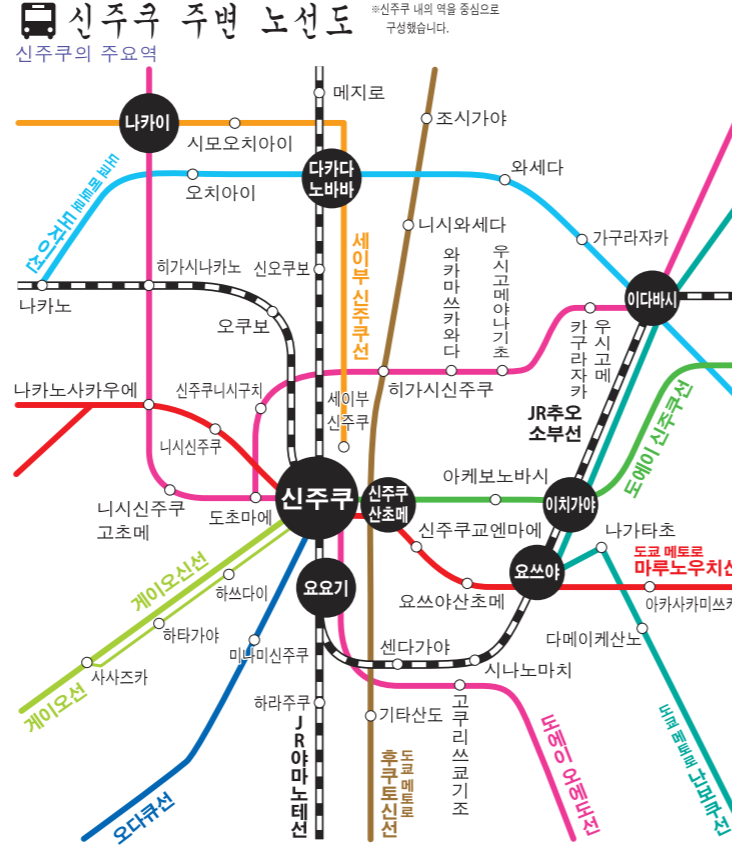 신주쿠 주변 노선도
※신주쿠 내의 역을 중심으로
구성했습니다.
신주쿠의 주요역
메지로
조시가야
나카이
시모오치아이
다카다
노바바
와세다
오치아이
도쿄 메트로 도자이선
니시와세다
가구라자카
세이부 신주쿠선
와카마쓰카와다
우시고메야나기초
히가시나카노
신오쿠보
이다바시
나카노
오쿠보
우시고메
카구라자카
나카노사카우에
신주쿠니시구치
히가시신주쿠
세이부
신주쿠
JR추오
소부선
도에이 신주쿠선
니시신주쿠
신주쿠
신주쿠
산초메
아케보노바시
이치가야
니시신주쿠
고초메
도초마에
신주쿠교엔마에
나가타초
도쿄 메토로
마루노우치선
게이오신선
하쓰다이
요요기
요쓰야
요쓰야산초메
아카사카미쓰카
하타가야
다메이케산노
사사즈카
미나미신주쿠
센다가야
시나노마치
게이오선
하라주쿠
기타산도
고쿠리쓰쿄기조
JR야마노테선
도쿄 메토로
후쿠토신선
도에이 오에도선
도쿄 메토로 난보쿠선
오다큐선